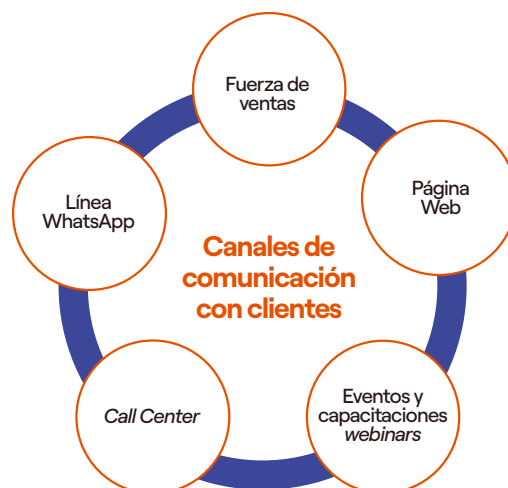 Fuerza de
ventas
Página
Web
Línea
WhatsApp
Canales de
comunicación
con clientes
Eventos y
capacitaciones
webinars
Call Center